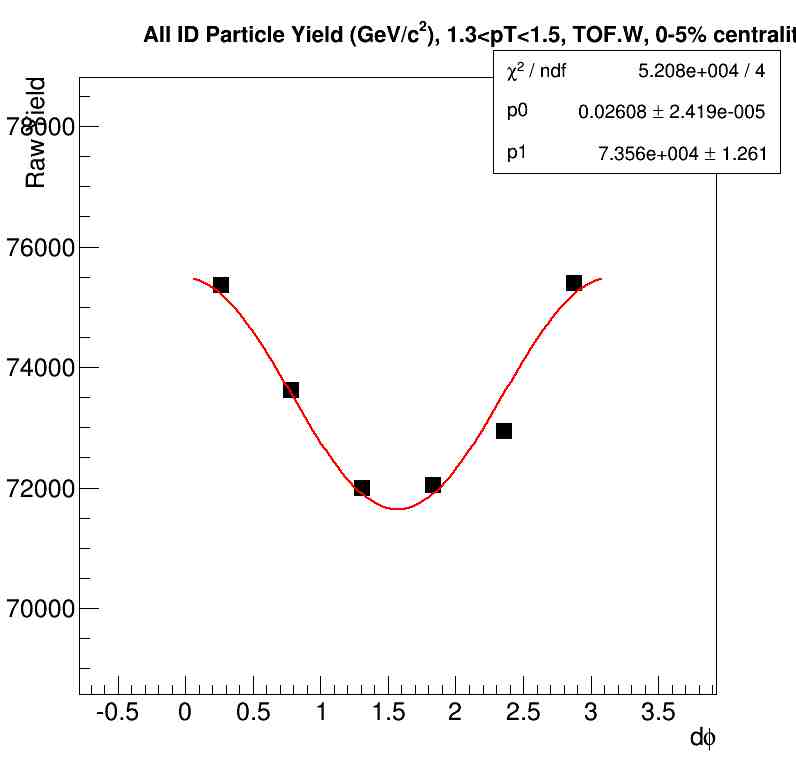 All ID Particle Yield (GeV/c²), 1.3<pT<1.5, TOF.W, 0-5% centralit
χ² / ndf 5.208e+004 / 4
p0 0.02608 ± 2.419e-005
p1 7.356e+004 ± 1.261
Raw Yield
78000
76000
74000
72000
70000
-0.5 0 0.5 1 1.5 2 2.5 3 3.5
dϕ